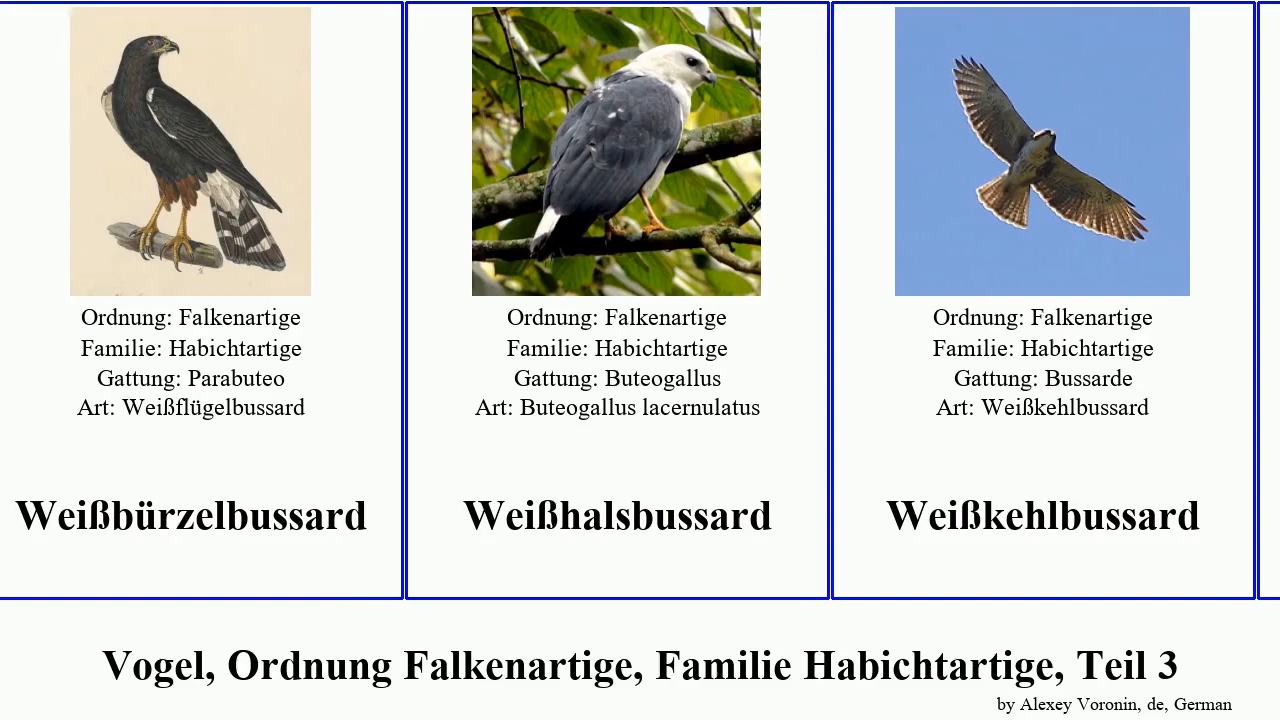 Ordnung: Falkenartige
Familie: Habichtartige
Gattung: Parabuteo
Art: Weißflügelbussard
Weißbürzelbussard
Ordnung: Falkenartige
Familie: Habichtartige
Gattung: Buteogallus
Art: Buteogallus lacernulatus
Weißhalsbussard
Ordnung: Falkenartige
Familie: Habichtartige
Gattung: Bussarde
Art: Weißkehlbussard
Weißkehlbussard
Vogel, Ordnung Falkenartige, Familie Habichtartige, Teil 3
by Alexey Voronin, de, German